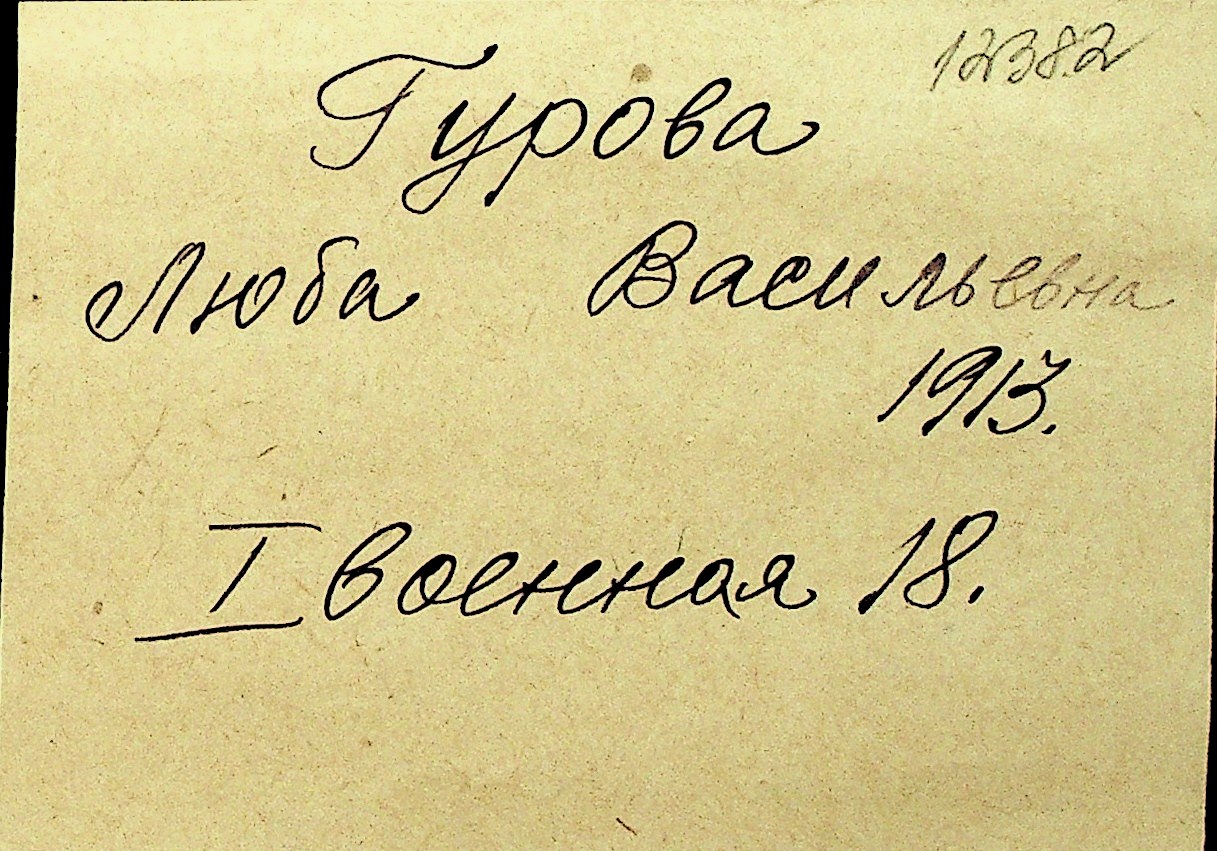 12382
Гурова
Люба Васильевна
1913.
I военная 18.